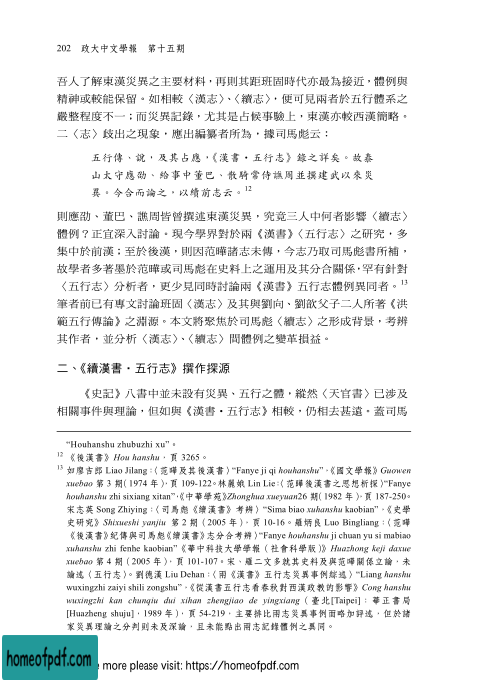 202 政大中文學報 第十五期
吾人了解東漢災異之主要材料，再則其距班固時代亦最為接近，體例與
精神或較能保留。如相較〈漢志〉、〈續志〉，便可見兩者於五行體系之
嚴整程度不一；而災異記錄，尤其是占候事驗上，東漢亦較西漢簡略。
二〈志〉歧出之現象，應出編纂者所為，據司馬彪云：
五行傳、說，及其占應，《漢書‧五行志》錄之詳矣。故泰
山太守應劭、給事中董巴、散騎常侍譙周並撰建武以來災
異。今合而論之，以續前志云。12
則應劭、董巴、譙周皆曾撰述東漢災異，究竟三人中何者影響〈續志〉
體例？正宜深入討論。現今學界對於兩《漢書》〈五行志〉之研究，多
集中於前漢；至於後漢，則因范曄諸志未傳，今志乃取司馬彪書所補，
故學者多著墨於范曄或司馬彪在史料上之運用及其分合關係，罕有針對
〈五行志〉分析者，更少見同時討論兩《漢書》五行志體例異同者。13
筆者前已有專文討論班固〈漢志〉及其與劉向、劉歆父子二人所著《洪
範五行傳論》之淵源。本文將聚焦於司馬彪〈續志〉之形成背景，考辨
其作者，並分析〈漢志〉、〈續志〉間體例之變革損益。
二、《續漢書‧五行志》撰作探源
《史記》八書中並未設有災異、五行之體，縱然〈天官書〉已涉及
相關事件與理論，但如與《漢書‧五行志》相較，仍相去甚遠。蓋司馬
“Houhanshu zhubuzhi xu”。
12 《後漢書》Hou hanshu，頁 3265。
13 如廖吉郎 Liao Jilang：〈范曄及其後漢書〉“Fanye ji qi houhanshu”，《國文學報》Guowen
xuebao 第 3 期(1974 年)，頁 109-122。林麗娥 Lin Lie：〈范曄後漢書之思想析探〉“Fanye
houhanshu zhi sixiang xitan”，《中華學苑》Zhonghua xueyuan26 期(1982 年)，頁 187-250。
宋志英 Song Zhiying：〈司馬彪《續漢書》考辨〉“Sima biao xuhanshu kaobian”，《史學
史研究》Shixueshi yanjiu 第 2 期（2005 年），頁 10-16。羅炳良 Luo Bingliang：〈范曄
《後漢書》紀傳與司馬彪《續漢書》志分合考辨〉“Fanye houhanshu ji chuan yu si mabiao
xuhanshu zhi fenhe kaobian”《華中科技大學學報（社會科學版）》Huazhong keji daxue
xuebao 第 4 期（2005 年），頁 101-107。宋、羅二文多就其史料及與范曄關係立論，未
論述〈五行志〉。劉德漢 Liu Dehan：〈兩《漢書》五行志災異事例綜述〉“Liang hanshu
wuxingzhi zaiyi shili zongshu”，《從漢書五行志看春秋對西漢政教的影響》Cong hanshu
wuxingzhi kan chunqiu dui xihan zhengjiao de yingxiang（臺北[Taipei]：華正書局
[Huazheng shuju]，1989 年），頁 54-219，主要排比兩志災異事例而略加評述，但於諸
家災異理論之分判則未及深論，且未能點出兩志記錄體例之異同。
homeofpdf.com
e more please visit: https://homeofpdf.com